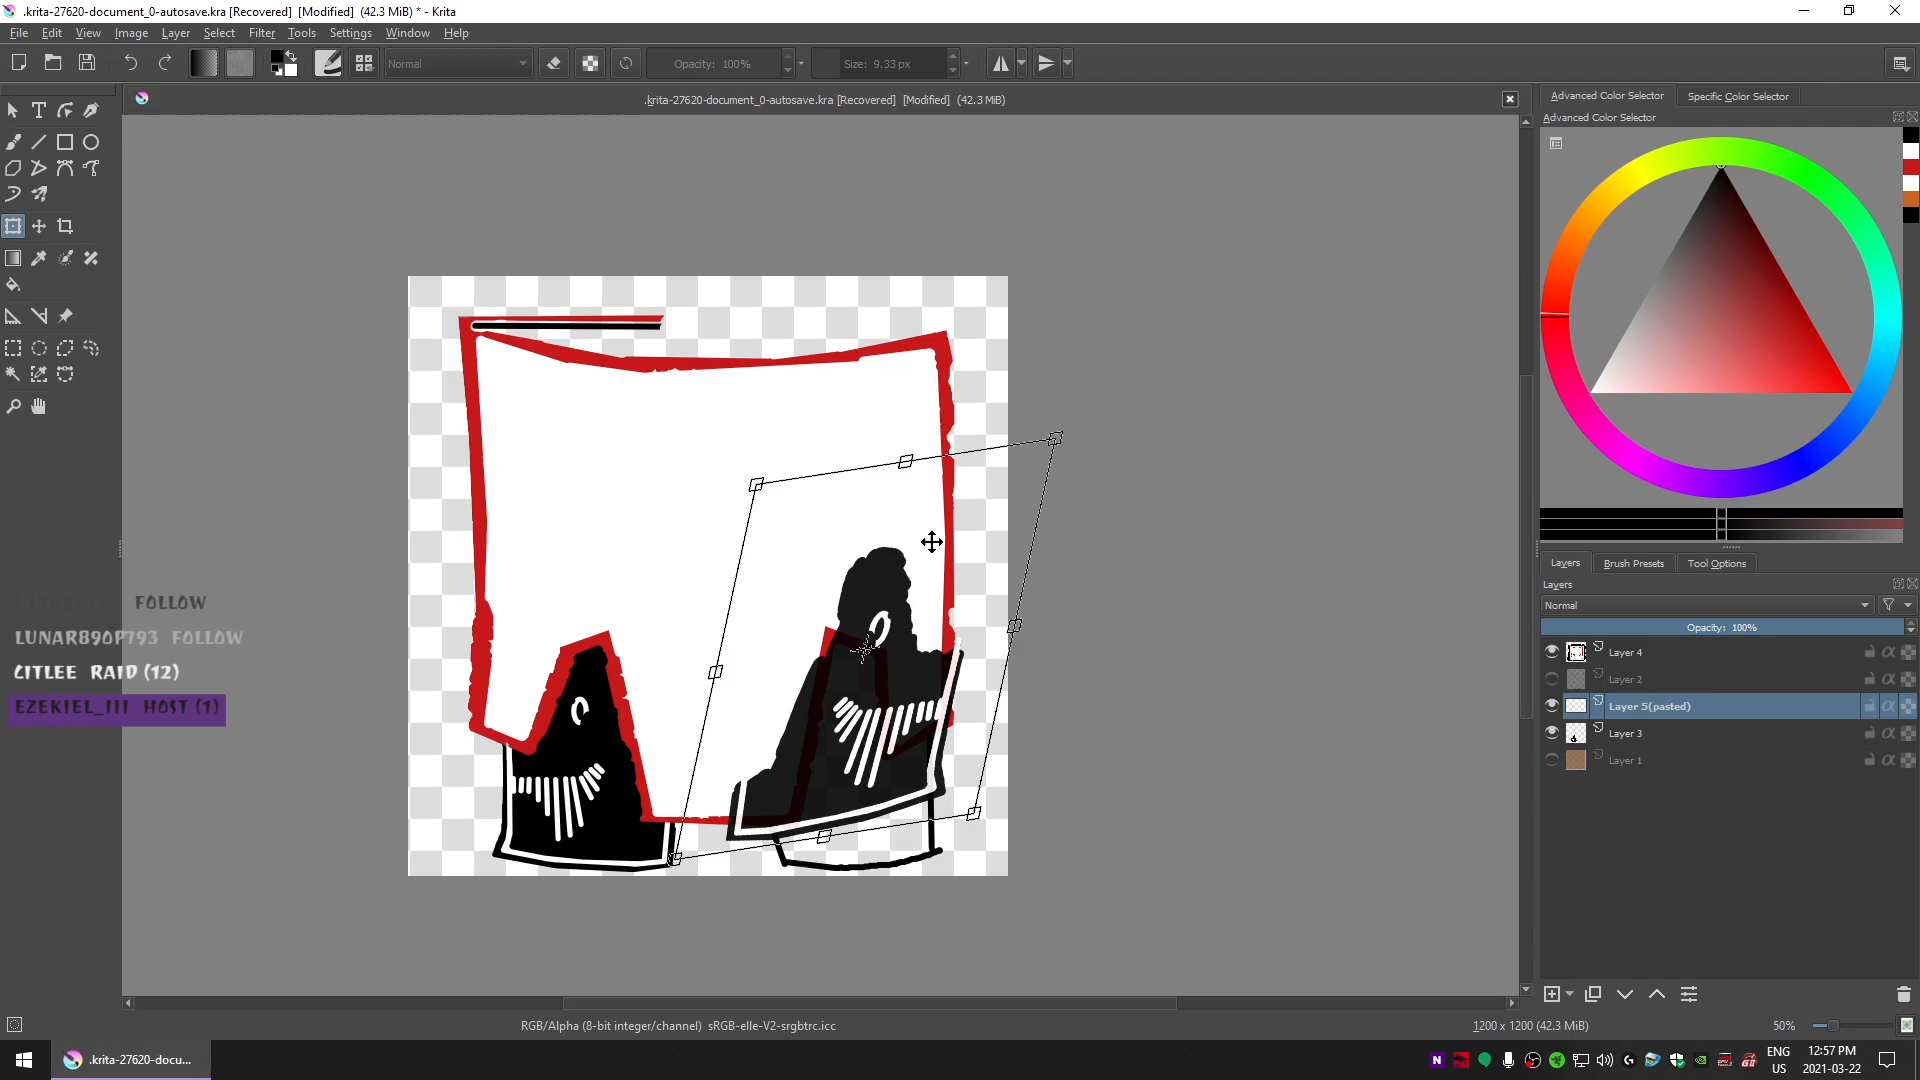 .krita-27620-document_0-autosave.kra [Recovered] [Modified] (42.3 MiB) * - Krita
File Edit View Image Layer Select Filter Tools Settings Window Help
Normal
Opacity: 100%
Size: 9.33 px
.krita-27620-document_0-autosave.kra [Recovered] [Modified] (42.3 MiB)
Advanced Color Selector
Specific Color Selector
Advanced Color Selector
Layers
Brush Presets
Tool Options
Layers
Normal
Opacity: 100%
Layer 4
Layer 2
Layer 5(pasted)
Layer 3
Layer 1
FOLLOW
LUNAR890P793 FOLLOW
CITLEE RAID (12)
EZEKIEL_III HOST (1)
RGB/Alpha (8-bit integer/channel) sRGB-elle-V2-srgbtrc.icc
1200 x 1200 (42.3 MiB)
50%
.krita-27620-docu...
ENG
US
12:57 PM
2021-03-22